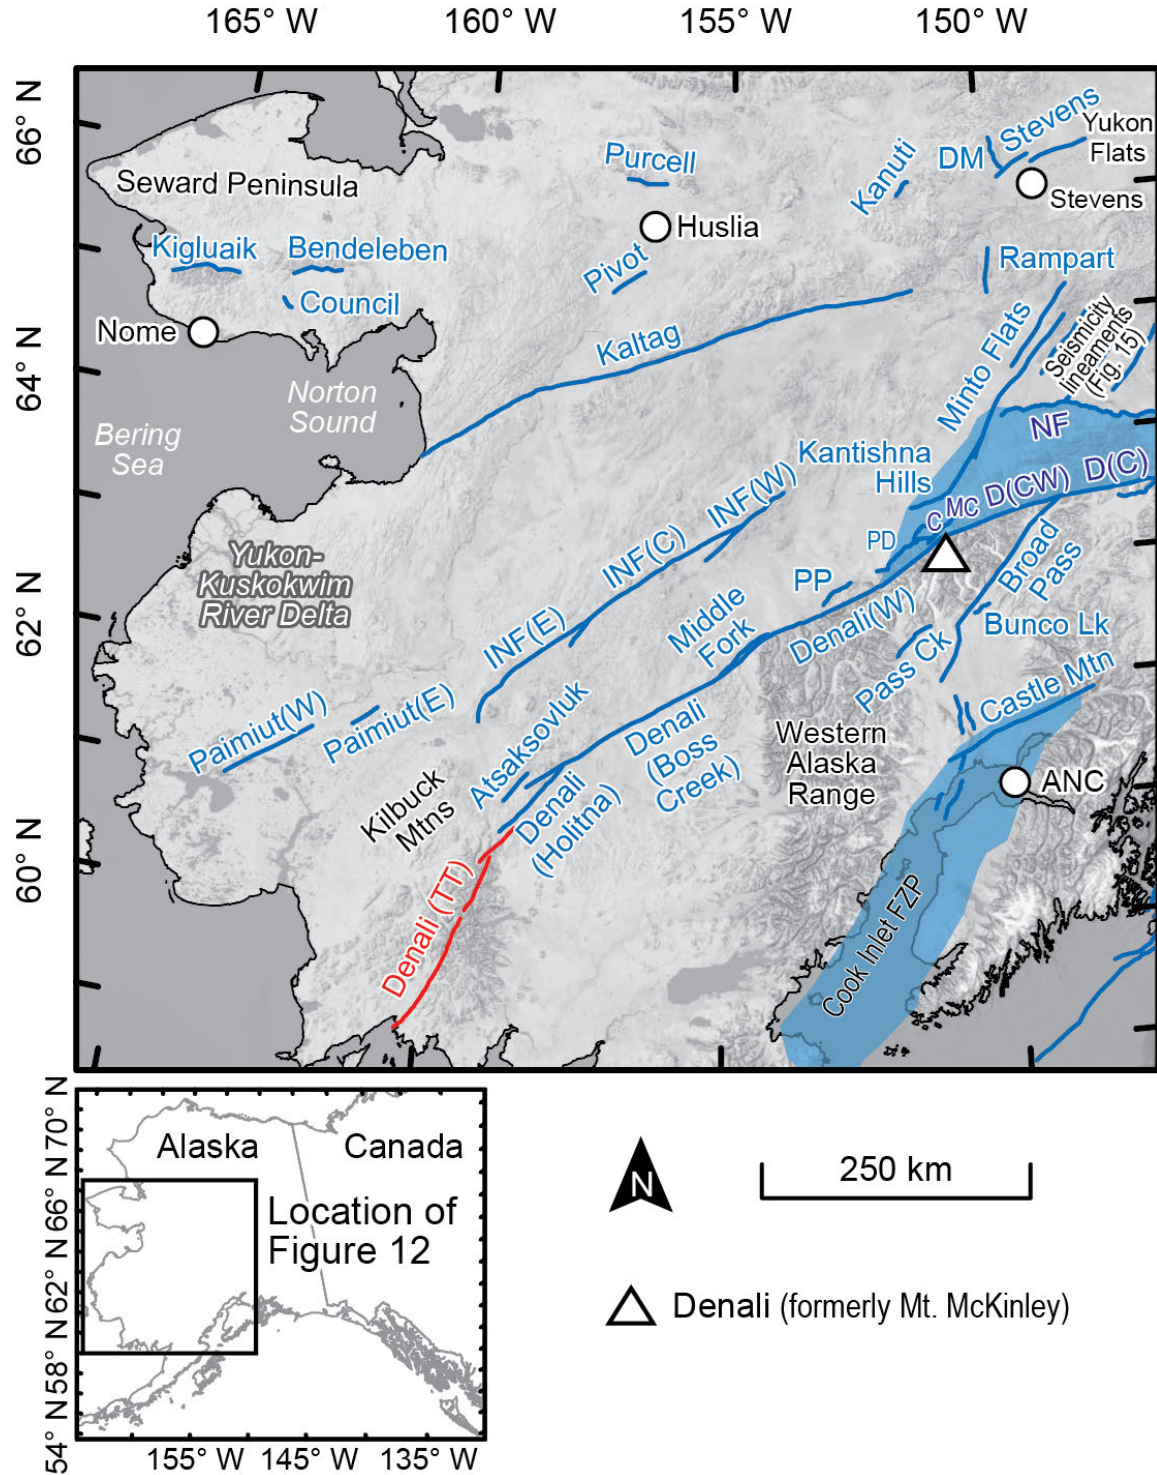 165° W
160° W
155° W
150° W
66° N
64° N
62° N
60° N
Seward Peninsula
Kigluaik
Bendeleben
Council
Nome
Norton
Sound
Bering
Sea
Purcell
Huslia
Pivot
Kaltag
Kanuti
DM
Stevens
Yukon
Flats
Stevens
Rampart
Minto Flats
Seismicity
lineaments
(Fig. 15)
NF
Kantishna
Hills
C
MC
D(CW)
D(C)
PD
PP
Broad
Pass
Bunco Lk
Pass Ck
Castle Mtn
Denali(W)
Middle
Fork
INF(W)
INF(C)
INF(E)
Yukon-
Kuskokwim
River Delta
Paimiut(W)
Paimiut(E)
Atsaksovluk
Kilbuck
Mtns
Denali
(Holitna)
Denali
(Boss
Creek)
Western
Alaska
Range
ANC
Denali (TT)
Cook Inlet FZP
70° N
66° N
62° N
58° N
54° N
Alaska
Canada
Location of
Figure 12
155° W
145° W
135° W
N
250 km
Denali (formerly Mt. McKinley)